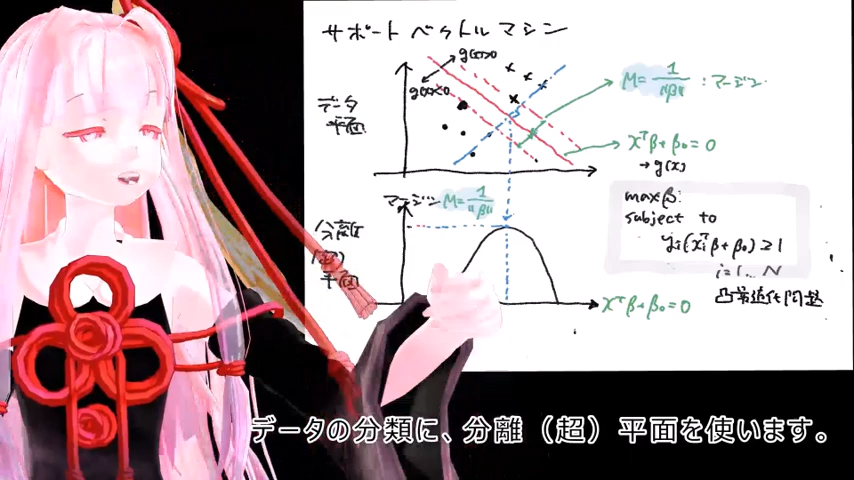 サポートベクトルマシン
g(x)>0
g(x)<0
データ
平面
M = 1/||β|| : マージン
xᵀβ+β₀=0
→g(x)
マージン M = 1/||β||
max β:
subject to
yᵢ(xᵢᵀβ+β₀) ≥ 1
i=1...N
凸最適化問題
分離
(超)
平面
xᵀβ+β₀=0
データの分類に、分離（超）平面を使います。